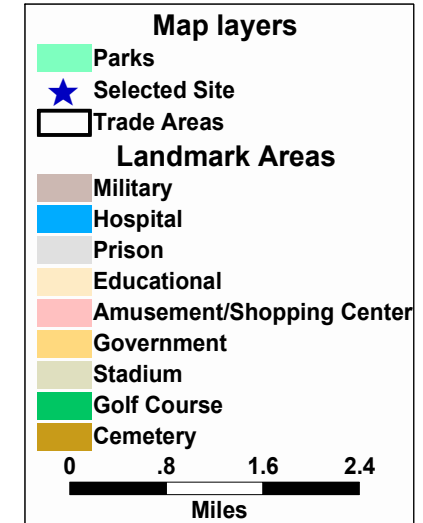 Map layers
Parks
Selected Site
Trade Areas
Landmark Areas
Military
Hospital
Prison
Educational
Amusement/Shopping Center
Government
Stadium
Golf Course
Cemetery
0 .8 1.6 2.4
Miles